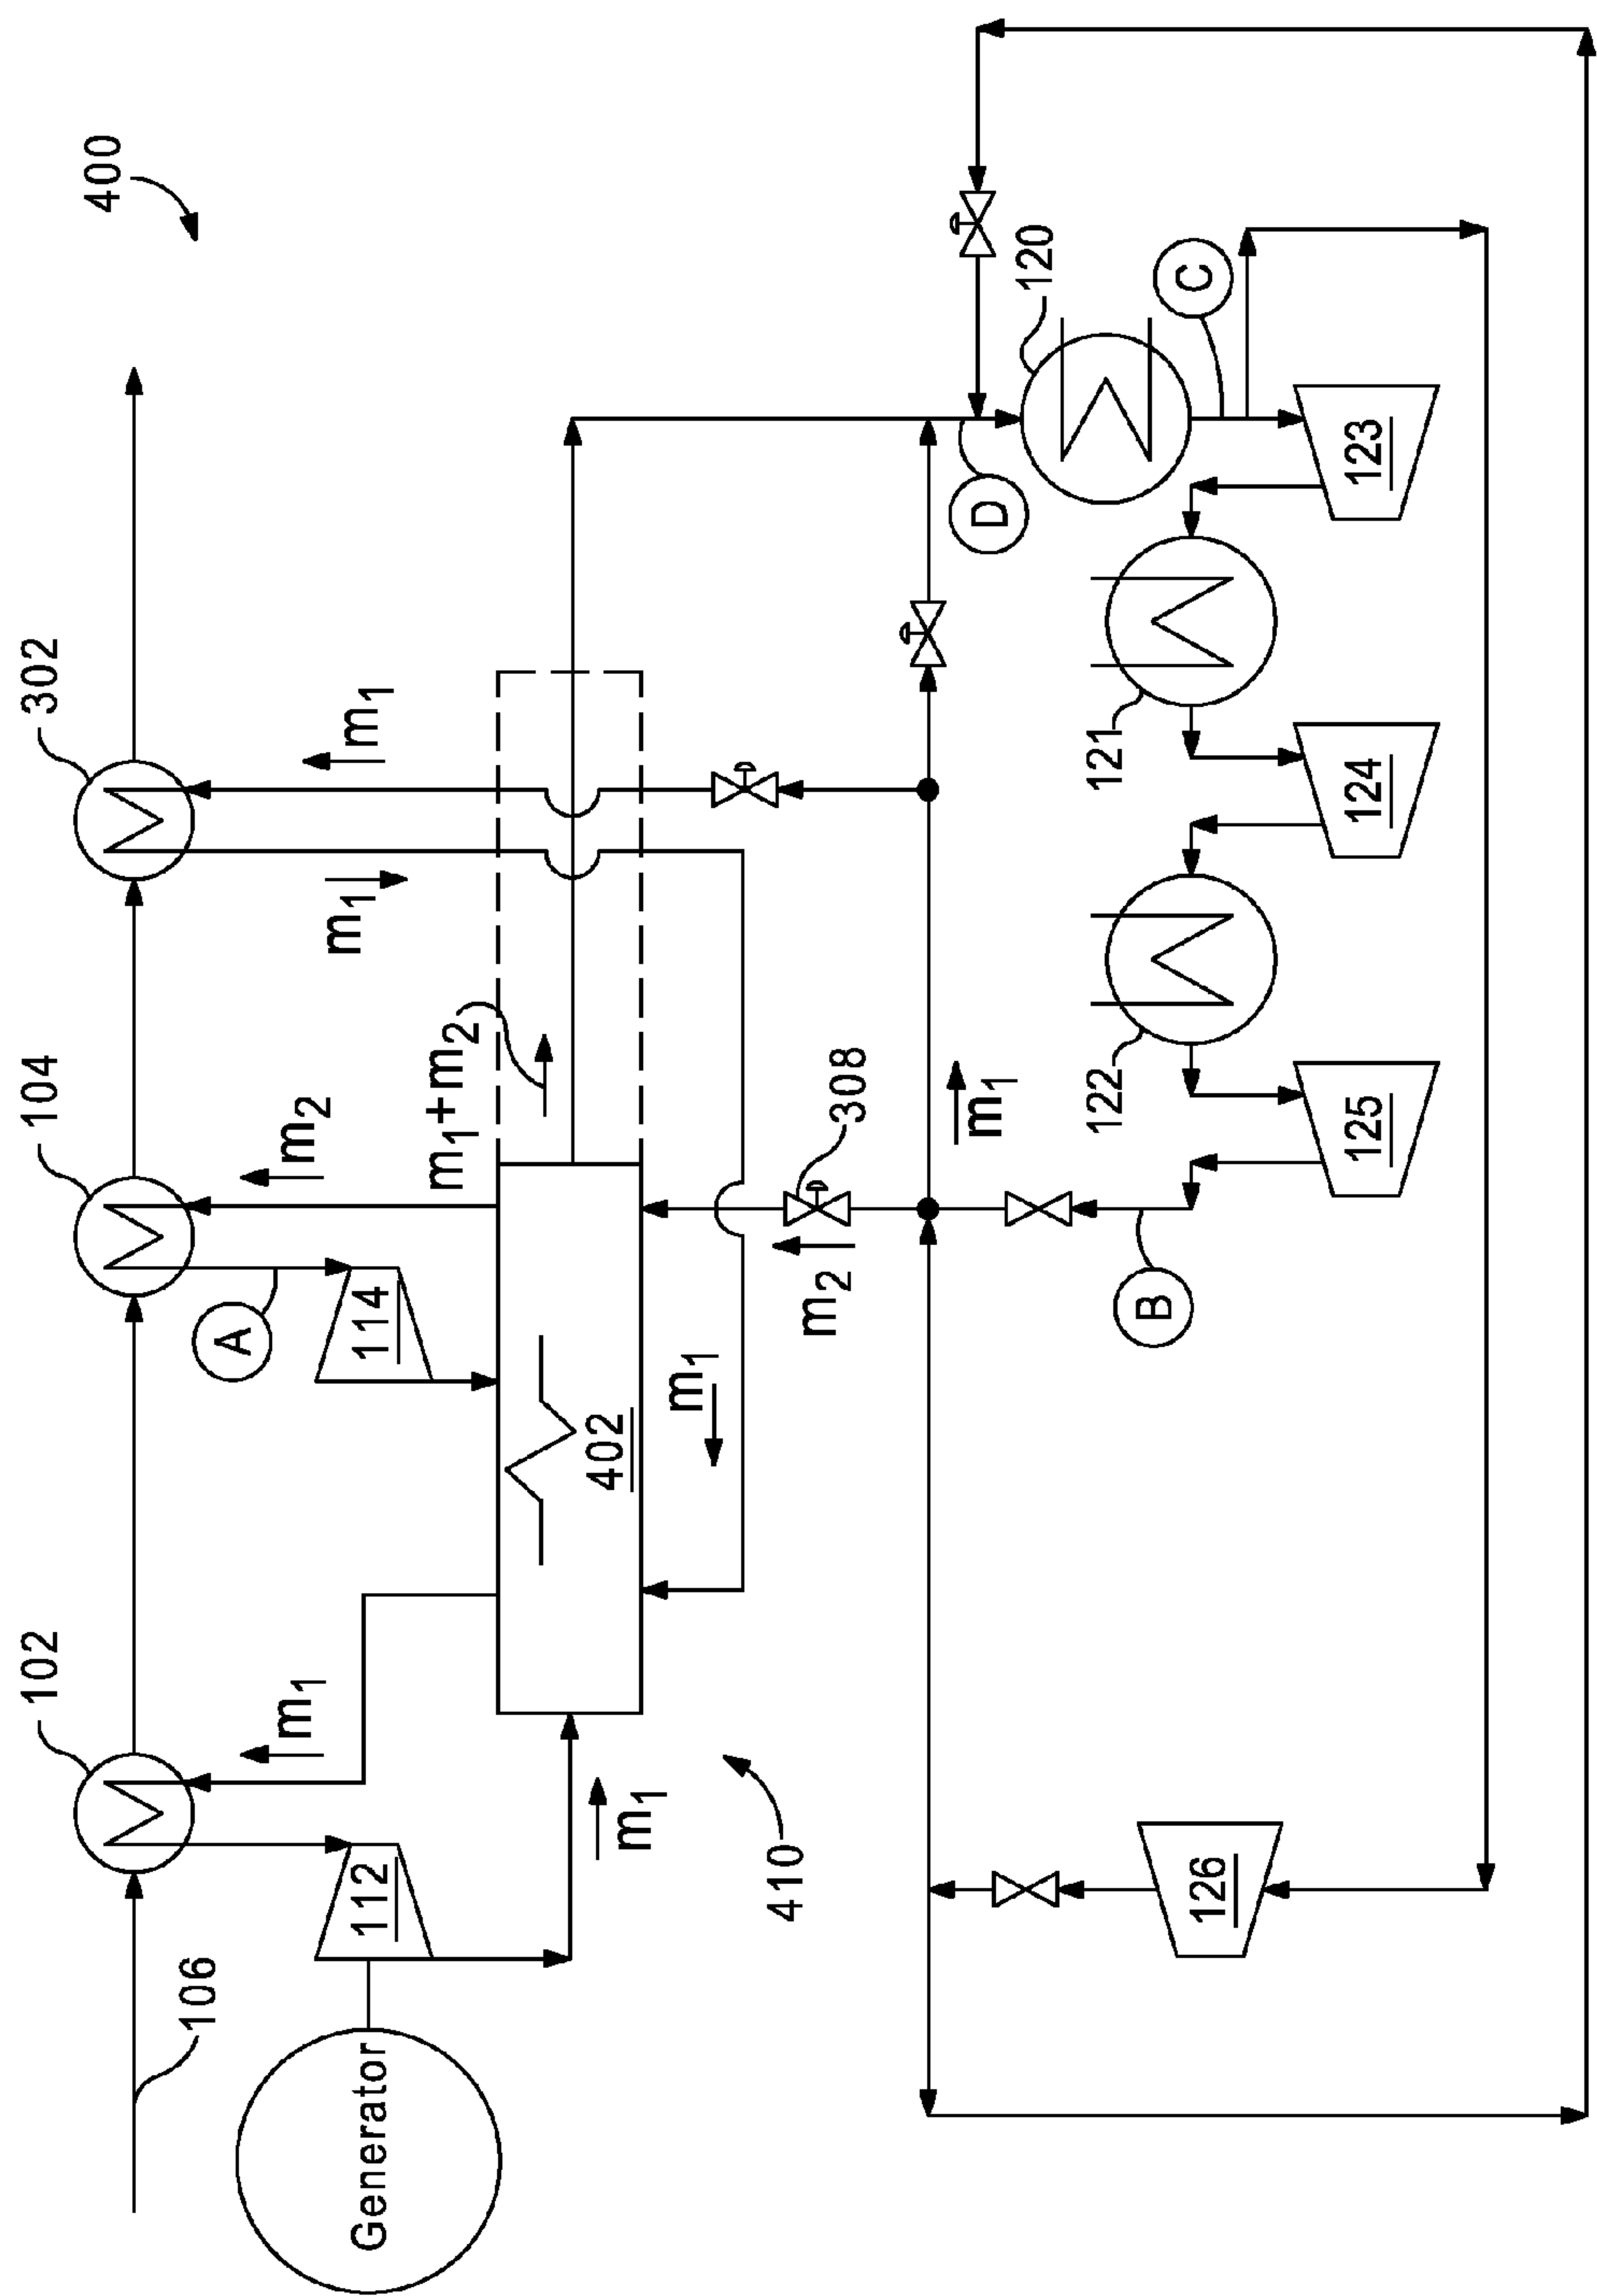 102
104
302
400
106
A
m₁
m₂
m₁
m₁
Generator
112
114
m₁+m₂
402
m₁
m₁
410
m₂
308
m₁
D
120
122
121
B
C
126
125
124
123